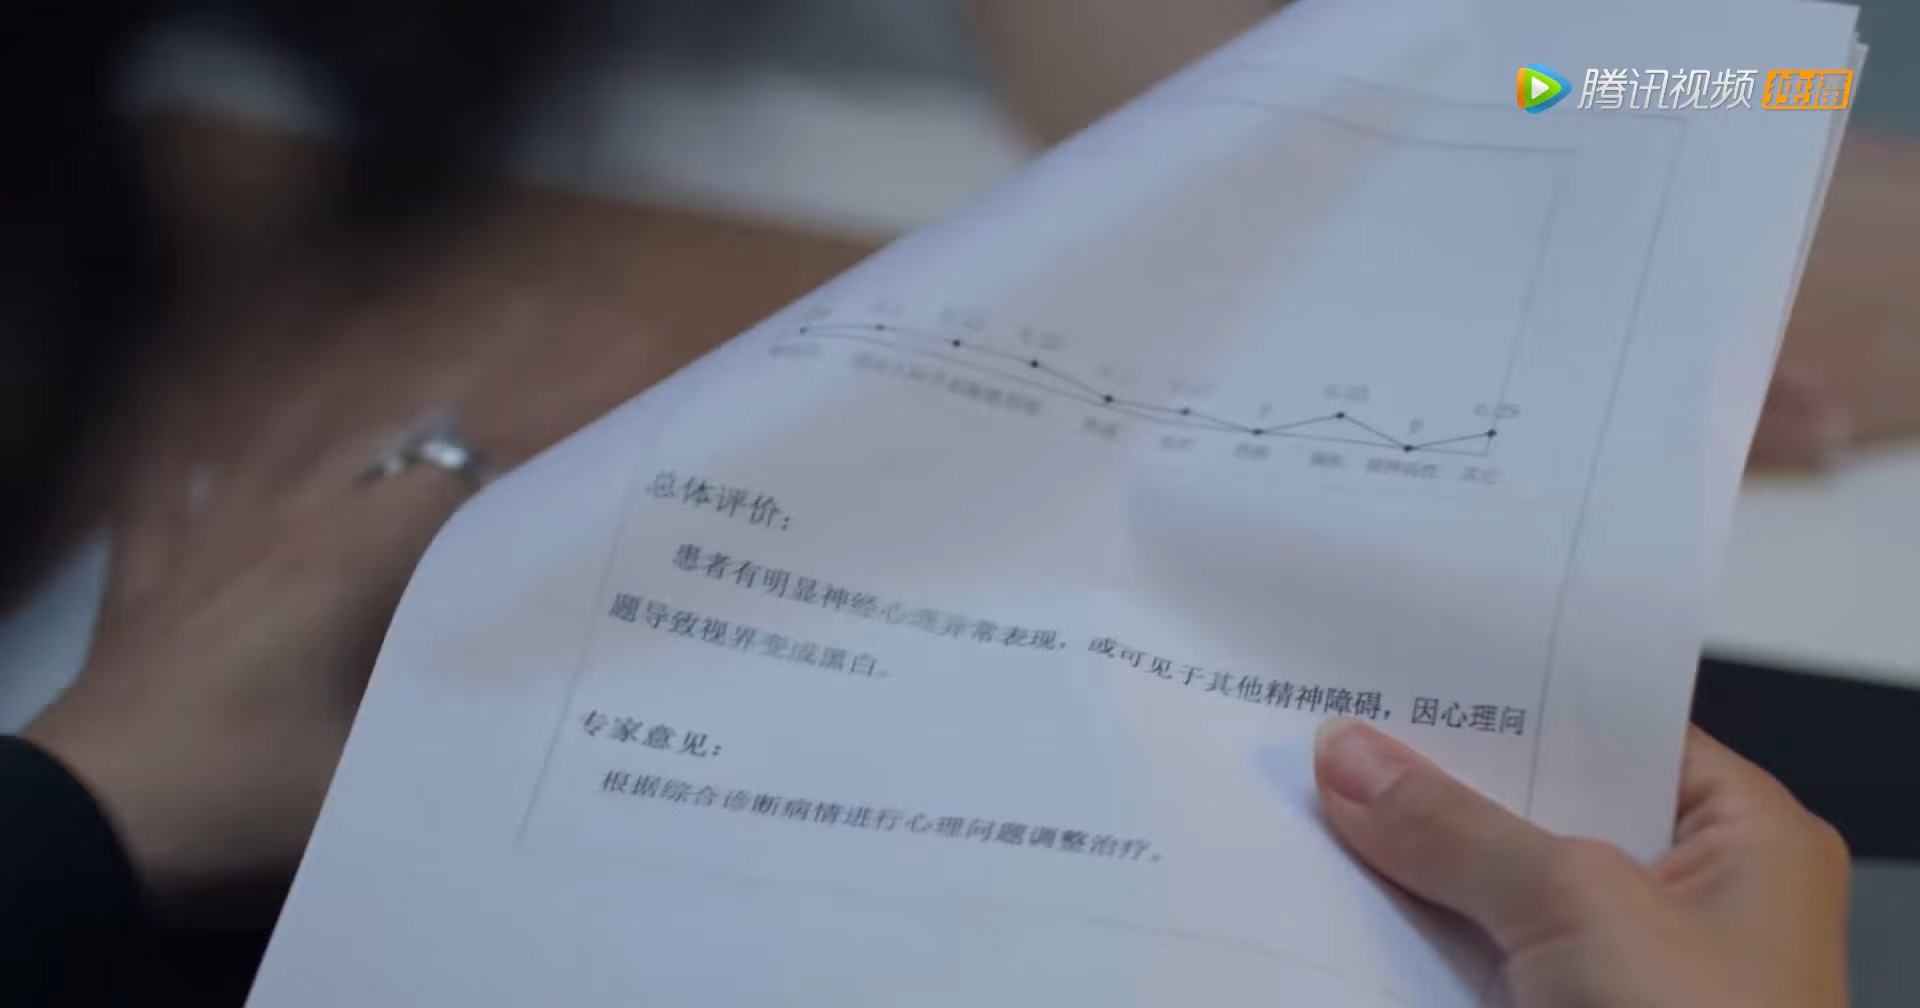 腾讯视频 独播
0.29
总体评价：
患者有明显神经心理异常表现，或可见于其他精神障碍，因心理问
题导致视界变成黑白。
专家意见：
根据综合诊断病情进行心理问题调整治疗。